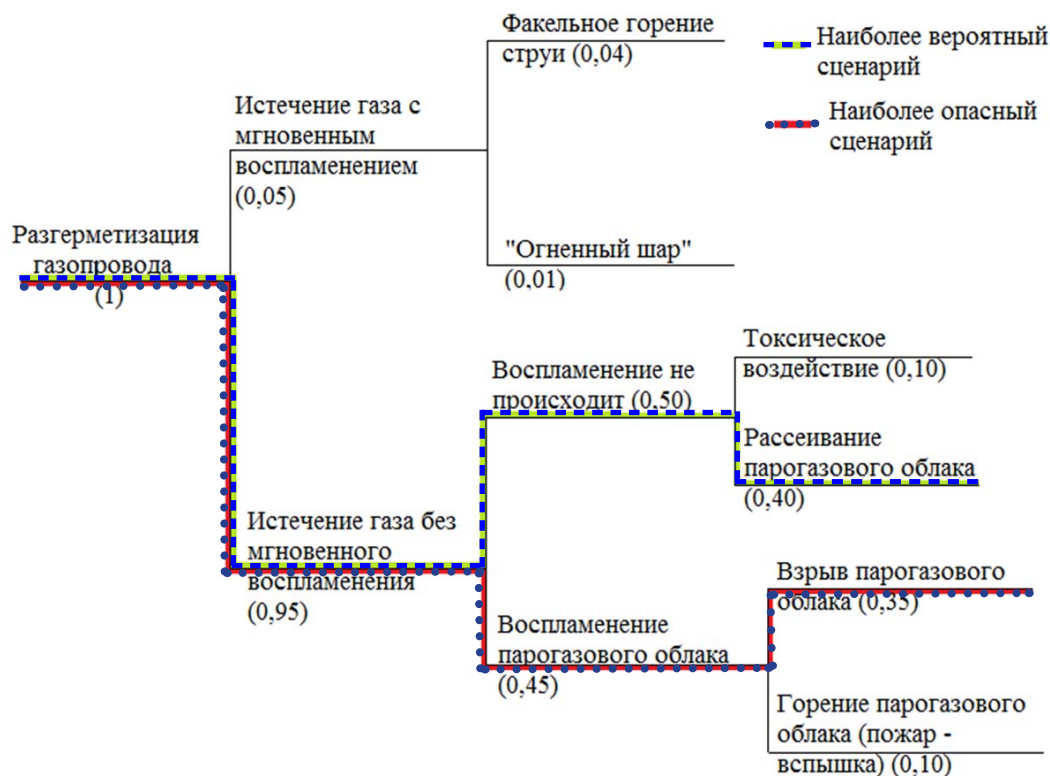 Факельное горение
струи (0,04)
Наиболее вероятный
сценарий
Наиболее опасный
сценарий
Истечение газа с
мгновенным
воспламенением
(0,05)
Разгерметизация
газопровода
(1)
"Огненный шар"
(0,01)
Токсическое
воздействие (0,10)
Воспламенение не
происходит (0,50)
Рассеивание
парогазового облака
(0,40)
Истечение газа без
мгновенного
воспламенения
(0,95)
Взрыв парогазового
облака (0,35)
Воспламенение
парогазового облака
(0,45)
Горение парогазового
облака (пожар -
вспышка) (0,10)